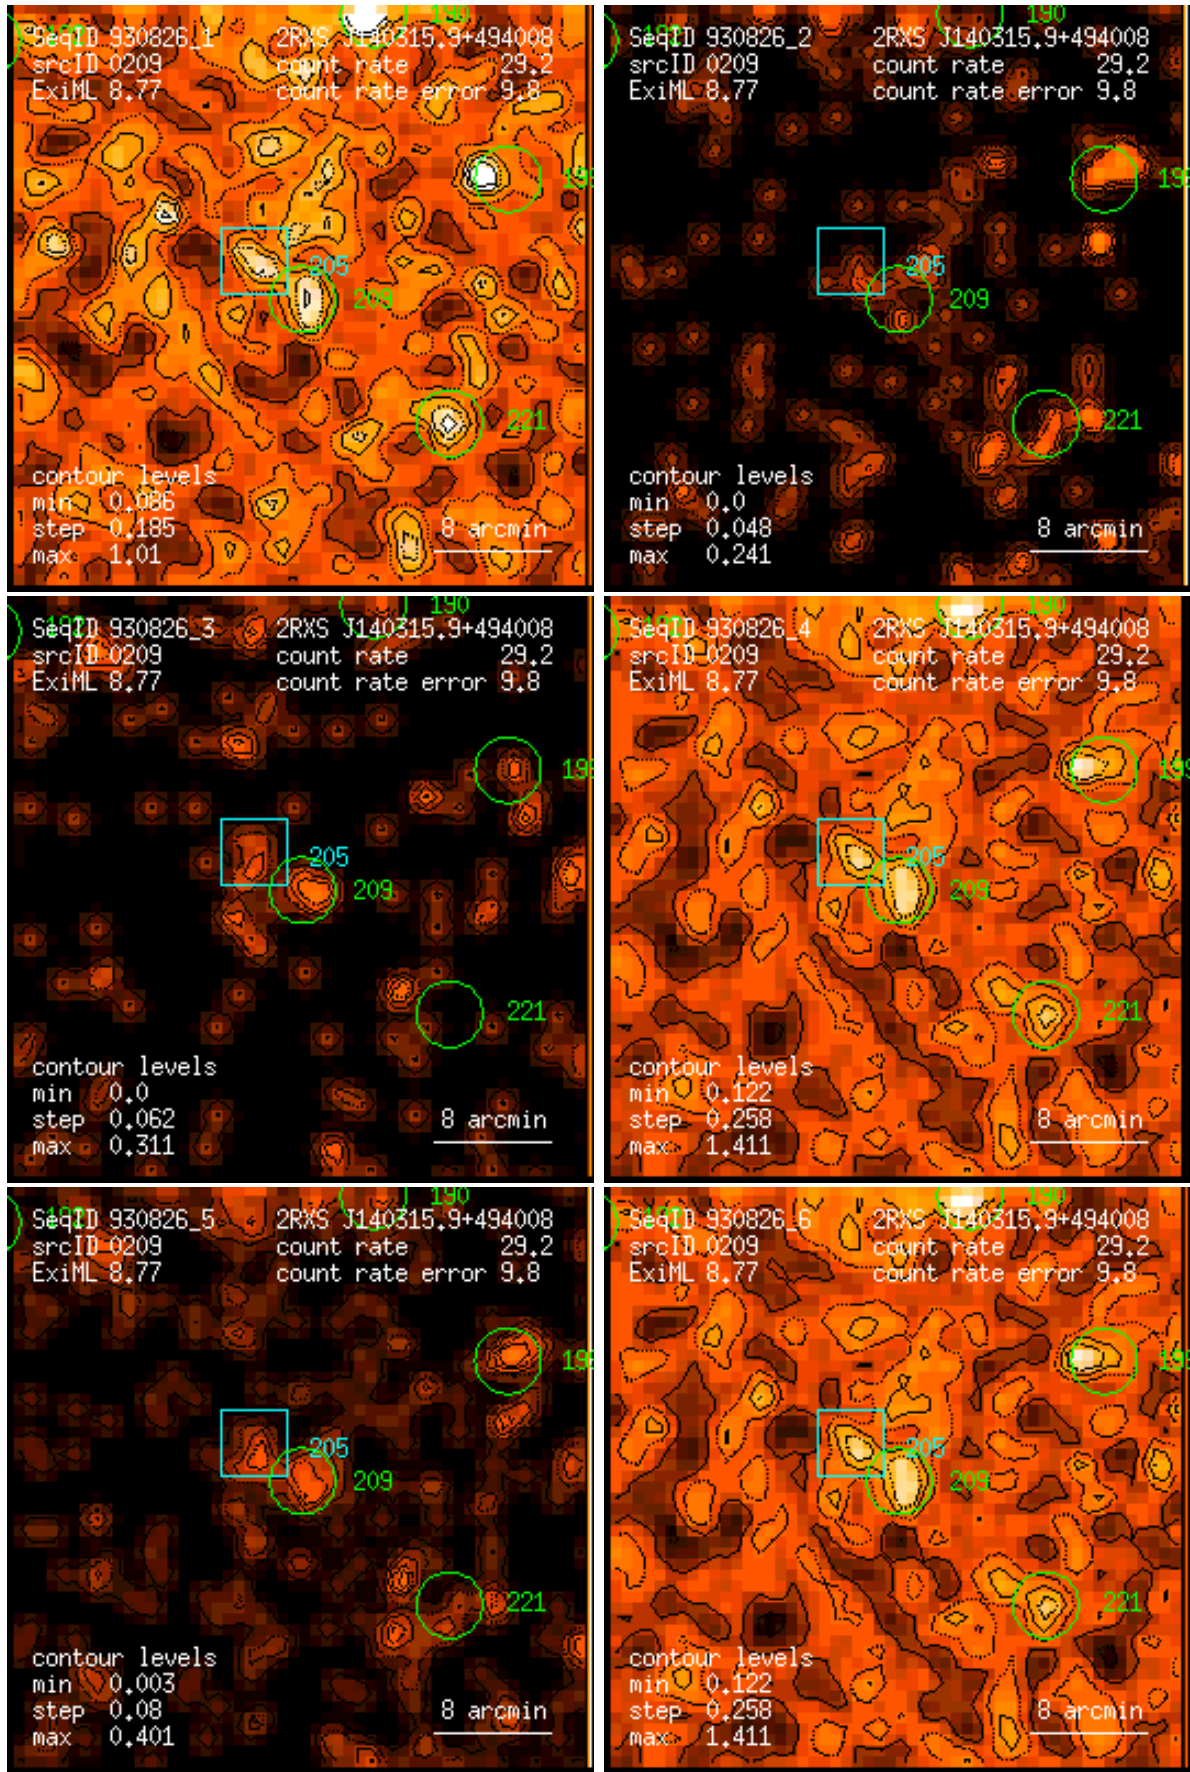 190
SeqID 930826_1 2RXS J140315.9+494008
srcID 0209 count rate 29.2
ExiML 8.77 count rate error 9.8
205
209
221
contour levels
min 0.086
step 0.185 8 arcmin
max 1.01
190
SeqID 930826_2 2RXS J140315.9+494008
srcID 0209 count rate 29.2
ExiML 8.77 count rate error 9.8
205
209
221
contour levels
min 0.0
step 0.048 8 arcmin
max 0.241
190
SeqID 930826_3 2RXS J140315.9+494008
srcID 0209 count rate 29.2
ExiML 8.77 count rate error 9.8
205
209
221
contour levels
min 0.0
step 0.062 8 arcmin
max 0.311
190
SeqID 930826_4 2RXS J140315.9+494008
srcID 0209 count rate 29.2
ExiML 8.77 count rate error 9.8
205
209
221
contour levels
min 0.122
step 0.258 8 arcmin
max 1.411
190
SeqID 930826_5 2RXS J140315.9+494008
srcID 0209 count rate 29.2
ExiML 8.77 count rate error 9.8
205
209
221
contour levels
min 0.003
step 0.08 8 arcmin
max 0.401
190
SeqID 930826_6 2RXS J140315.9+494008
srcID 0209 count rate 29.2
ExiML 8.77 count rate error 9.8
205
209
221
contour levels
min 0.122
step 0.258 8 arcmin
max 1.411